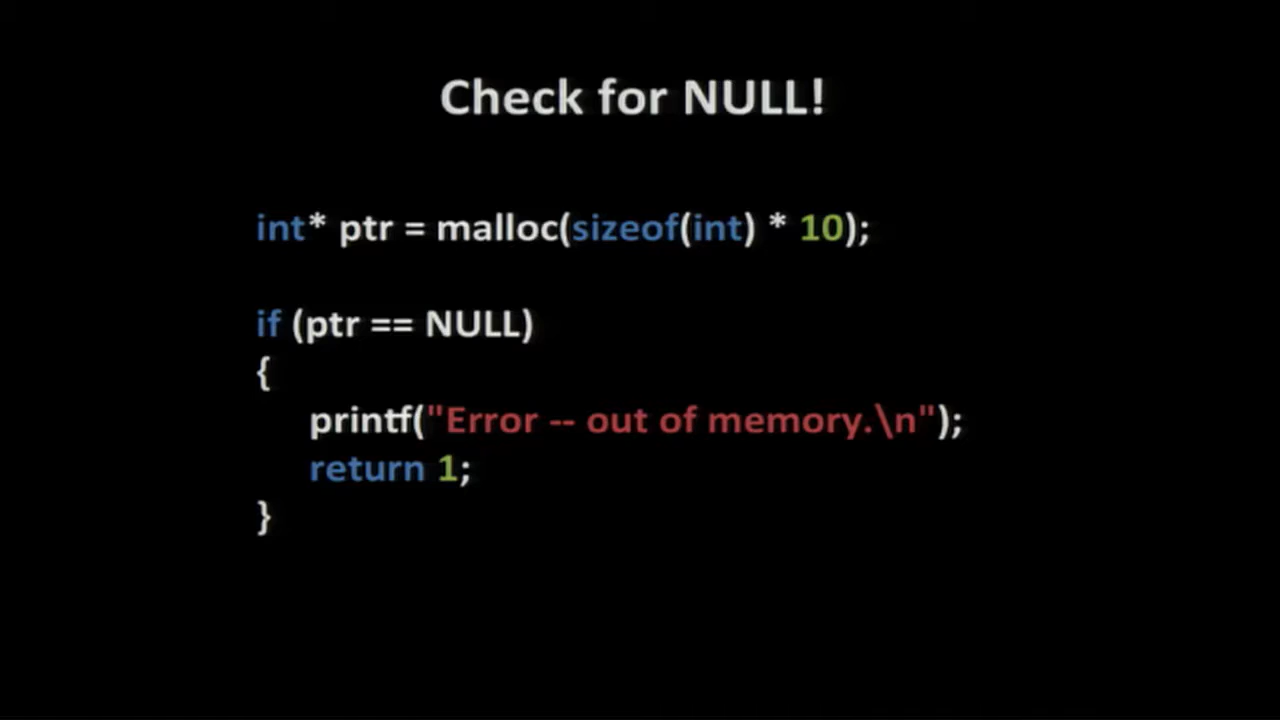 Check for NULL!
int* ptr = malloc(sizeof(int) * 10);
if (ptr == NULL)
{
printf("Error -- out of memory.\n");
return 1;
}